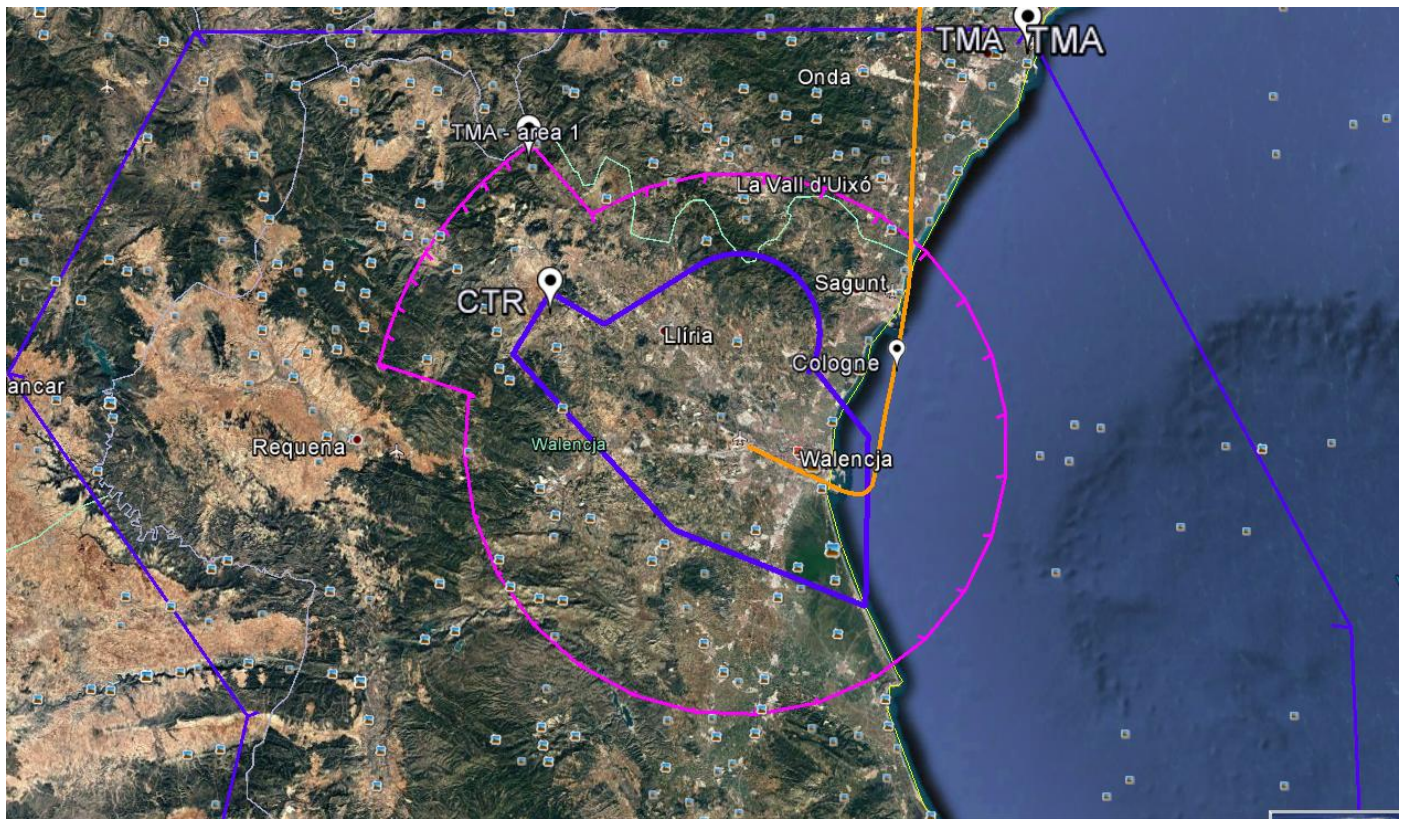 TMA
TMA
Onda
TMA - area 1
La Vall d'Uixó
CTR
Sagunt
Llíria
Cologne
ancar
Requena
Walencja
Walencja